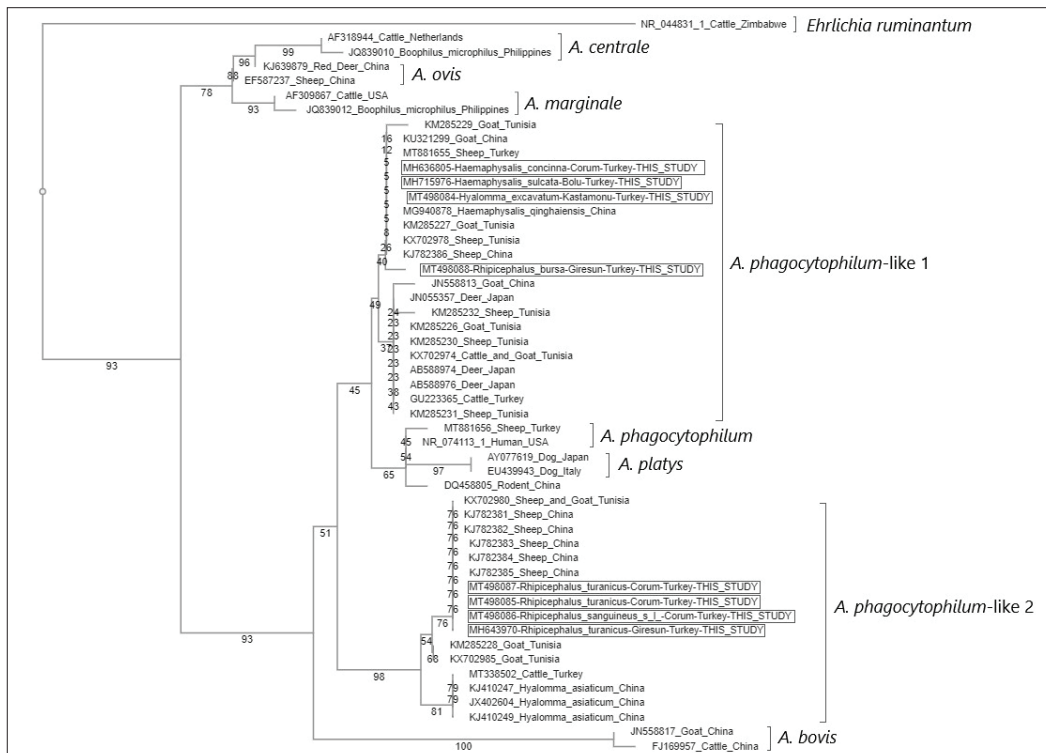 NR_044831_1_Cattle_Zimbabwe
Ehrlichia ruminantum
AF318944_Cattle_Netherlands
99
JQ839010_Boophilus_microphilus_Philippines
A. centrale
96
KJ639879_Red_Deer_China
88
EF587237_Sheep_China
A. ovis
78
AF309867_Cattle_USA
93
JQ839012_Boophilus_microphilus_Philippines
A. marginale
KM285229_Goat_Tunisia
16
KU321299_Goat_China
12
MT881655_Sheep_Turkey
5
MH636805-Haemaphysalis_concinna-Corum-Turkey-THIS_STUDY
5
MH715976-Haemaphysalis_sulcata-Bolu-Turkey-THIS_STUDY
5
MT498084-Hyalomma_excavatum-Kastamonu-Turkey-THIS_STUDY
5
MG940878_Haemaphysalis_qinghaiensis_China
5
KM285227_Goat_Tunisia
8
KX702978_Sheep_Tunisia
26
KJ782386_Sheep_China
40
MT498088-Rhipicephalus_bursa-Giresun-Turkey-THIS_STUDY
A. phagocytophilum-like 1
JN558813_Goat_China
JN055357_Deer_Japan
49
24
KM285232_Sheep_Tunisia
23
KM285226_Goat_Tunisia
23
KM285230_Sheep_Tunisia
37
23
KX702974_Cattle_and_Goat_Tunisia
23
AB588974_Deer_Japan
23
AB588976_Deer_Japan
38
GU223365_Cattle_Turkey
43
KM285231_Sheep_Tunisia
93
45
MT881656_Sheep_Turkey
45
NR_074113_1_Human_USA
A. phagocytophilum
54
AY077619_Dog_Japan
65
97
EU439943_Dog_Italy
A. platys
DQ458805_Rodent_China
KX702980_Sheep_and_Goat_Tunisia
76
KJ782381_Sheep_China
76
KJ782382_Sheep_China
51
76
KJ782383_Sheep_China
76
KJ782384_Sheep_China
76
KJ782385_Sheep_China
76
MT498087-Rhipicephalus_turanicus-Corum-Turkey-THIS_STUDY
76
MT498085-Rhipicephalus_turanicus-Corum-Turkey-THIS_STUDY
76
MT498086-Rhipicephalus_sanguineus_s_l_-Corum-Turkey-THIS_STUDY
76
MH643970-Rhipicephalus_turanicus-Giresun-Turkey-THIS_STUDY
A. phagocytophilum-like 2
93
54
KM285228_Goat_Tunisia
68
KX702985_Goat_Tunisia
98
MT338502_Cattle_Turkey
79
KJ410247_Hyalomma_asiaticum_China
79
JX402604_Hyalomma_asiaticum_China
81
KJ410249_Hyalomma_asiaticum_China
JN558817_Goat_China
100
FJ169957_Cattle_China
A. bovis